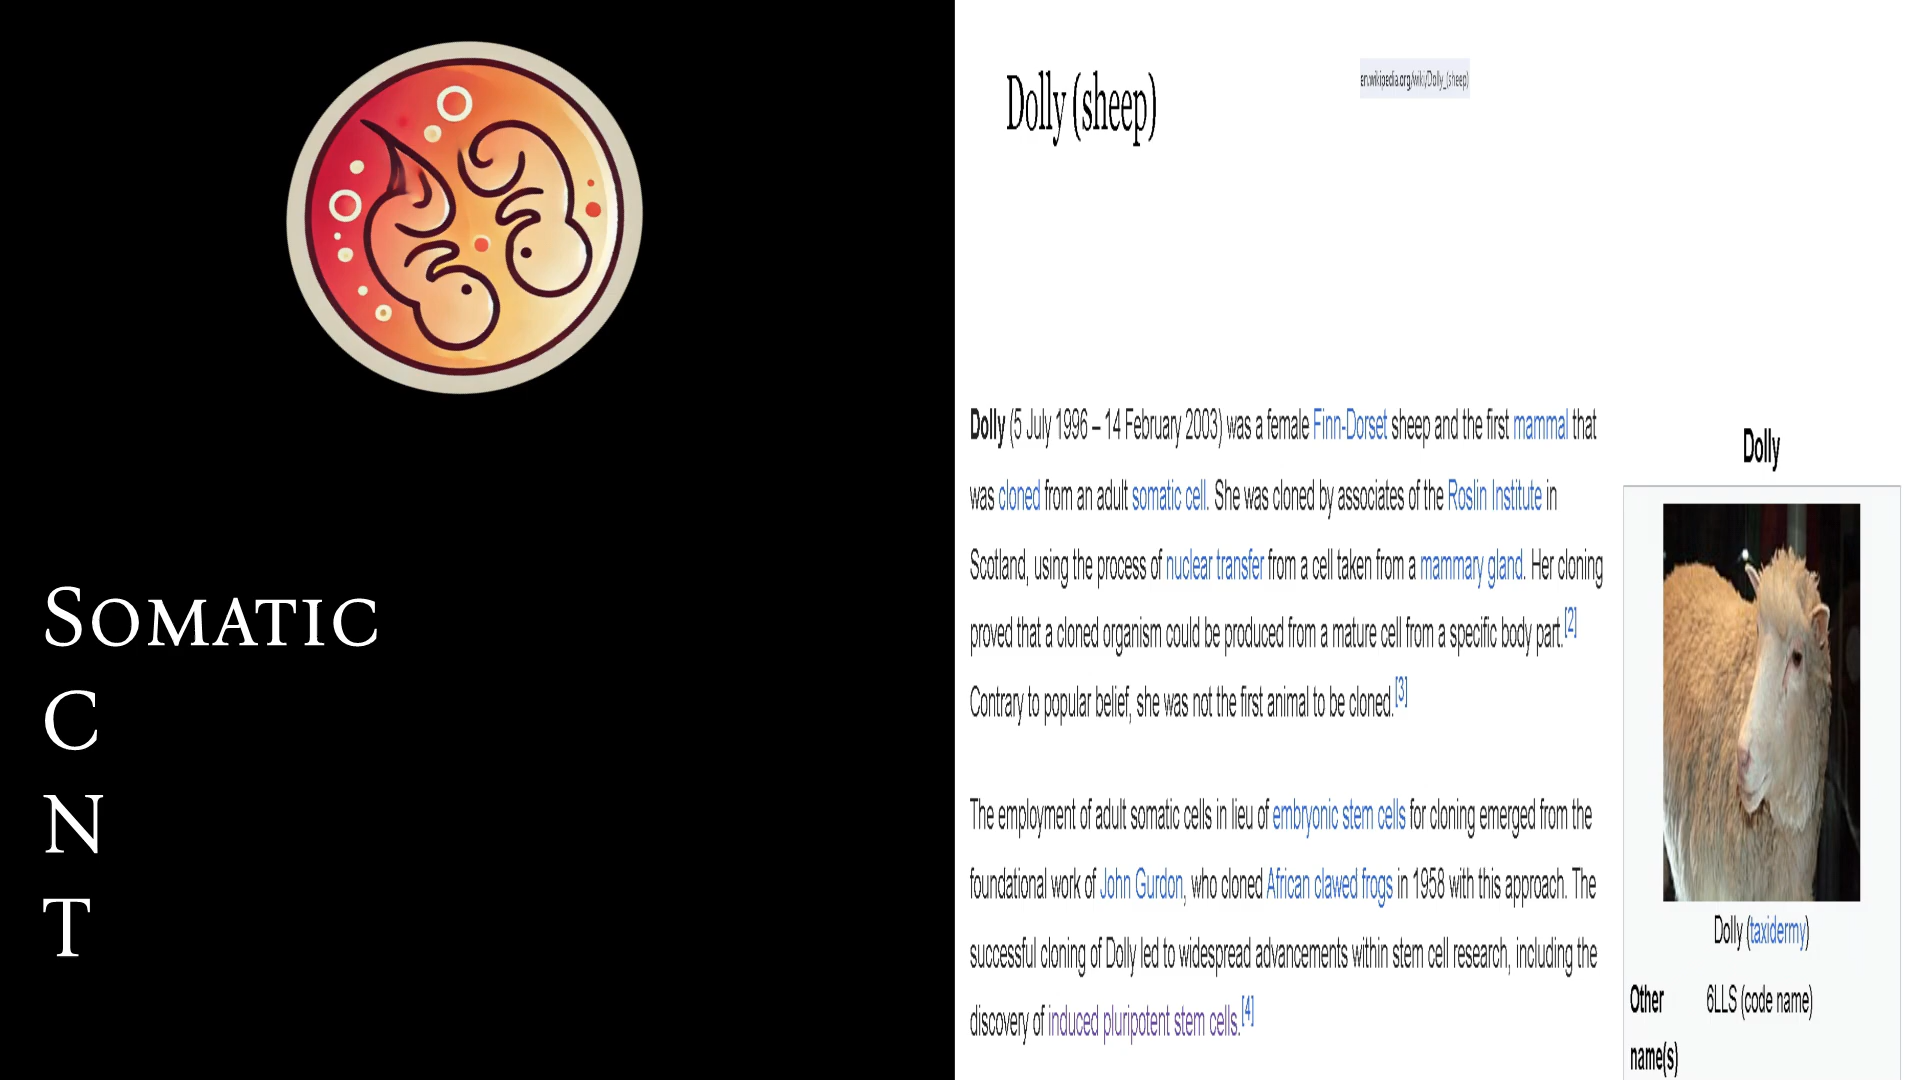 Somatic
C
N
T
Dolly (sheep)
en.wikipedia.org/wiki/Dolly_(sheep)
Dolly (5 July 1996 – 14 February 2003) was a female Finn-Dorset sheep and the first mammal that
was cloned from an adult somatic cell. She was cloned by associates of the Roslin Institute in
Scotland, using the process of nuclear transfer from a cell taken from a mammary gland. Her cloning
proved that a cloned organism could be produced from a mature cell from a specific body part.[2]
Contrary to popular belief, she was not the first animal to be cloned.[3]
The employment of adult somatic cells in lieu of embryonic stem cells for cloning emerged from the
foundational work of John Gurdon, who cloned African clawed frogs in 1958 with this approach. The
successful cloning of Dolly led to widespread advancements within stem cell research, including the
discovery of induced pluripotent stem cells.[4]
Dolly
Dolly (taxidermy)
Other 6LLS (code name)
name(s)